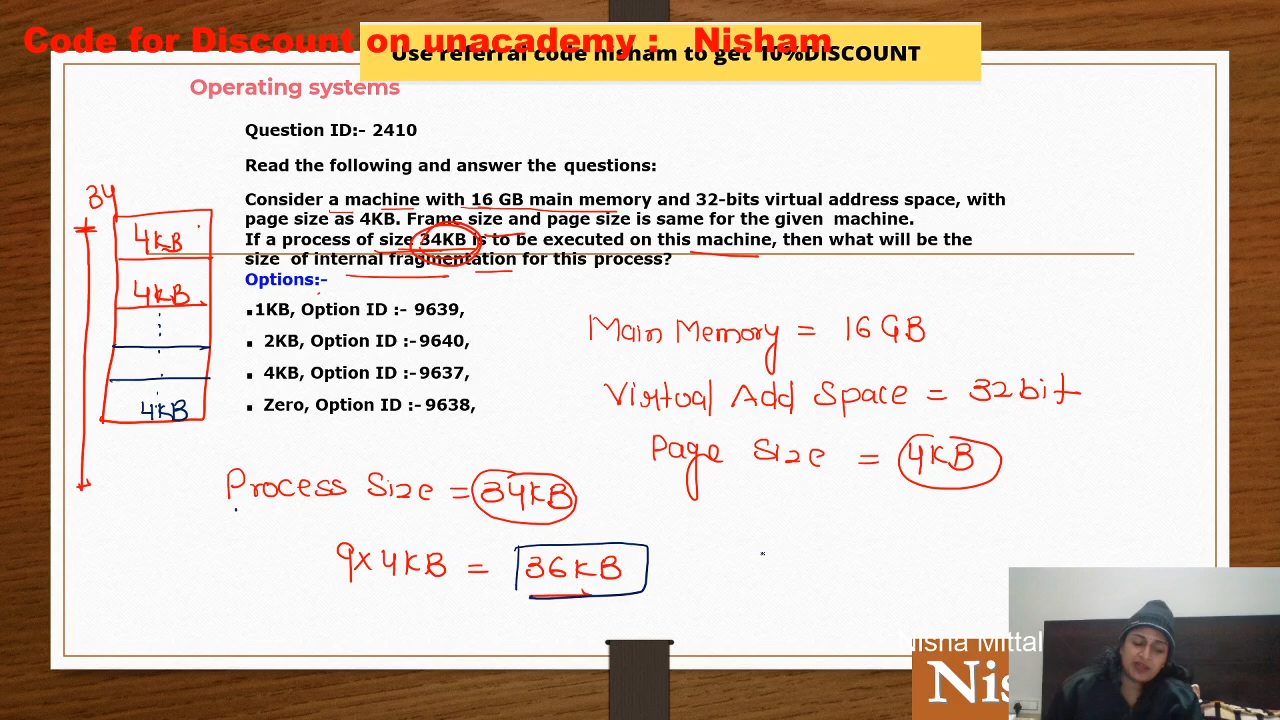 Code for Discount on unacademy : Nisham
Use referral code nisham to get 10%DISCOUNT
Operating systems
Question ID:- 2410
Read the following and answer the questions:
Consider a machine with 16 GB main memory and 32-bits virtual address space, with
page size as 4KB. Frame size and page size is same for the given machine.
If a process of size 34KB is to be executed on this machine, then what will be the
size of internal fragmentation for this process?
Options:-
▪1KB, Option ID :- 9639,
▪ 2KB, Option ID :-9640,
▪ 4KB, Option ID :-9637,
▪ Zero, Option ID :-9638,
34
4KB
4KB
4KB
Main Memory = 16 GB
Virtual Add Space = 32 bit
Page Size = 4KB
Process Size = 34KB
9x4KB = 36KB
Nisha Mittal
Nis